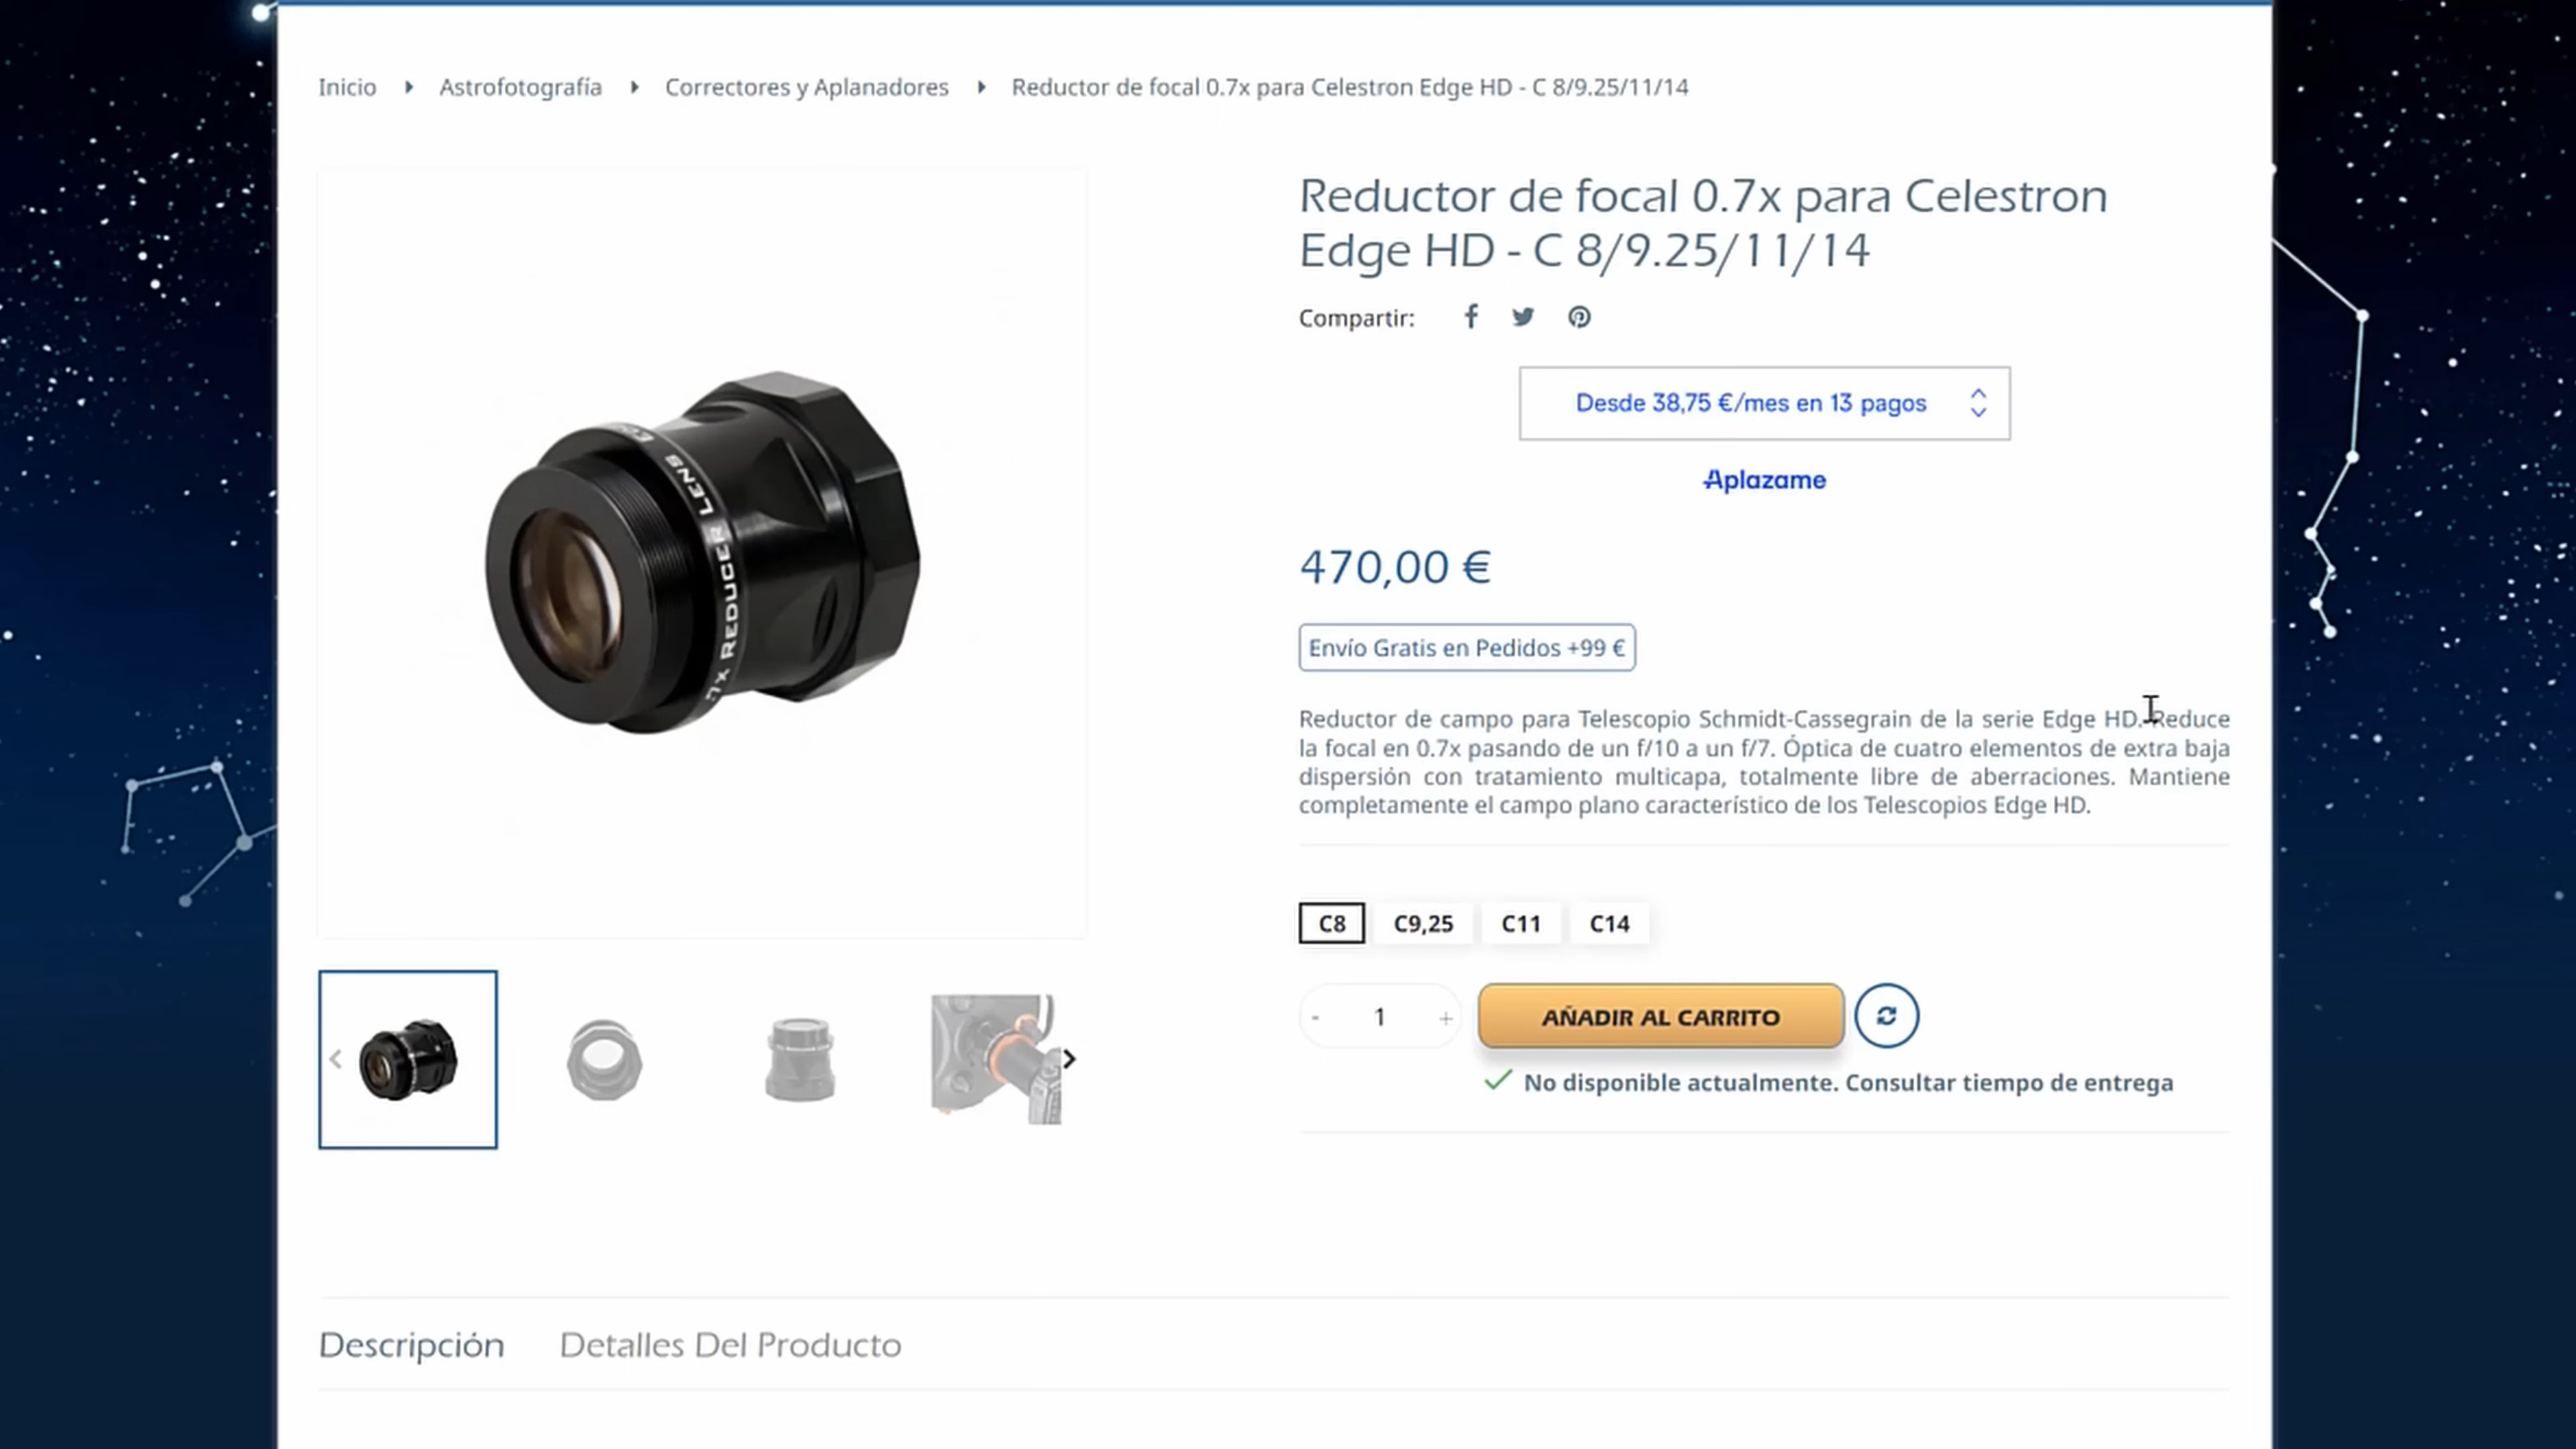 Inicio Astrofotografía Correctores y Aplanadores Reductor de focal 0.7x para Celestron Edge HD - C 8/9.25/11/14
Reductor de focal 0.7x para Celestron
Edge HD - C 8/9.25/11/14
Compartir:
Desde 38,75 €/mes en 13 pagos
Aplazame
470,00 €
Envío Gratis en Pedidos +99 €
Reductor de campo para Telescopio Schmidt-Cassegrain de la serie Edge HD. Reduce
la focal en 0.7x pasando de un f/10 a un f/7. Óptica de cuatro elementos de extra baja
dispersión con tratamiento multicapa, totalmente libre de aberraciones. Mantiene
completamente el campo plano característico de los Telescopios Edge HD.
C8 C9,25 C11 C14
- 1 + AÑADIR AL CARRITO
No disponible actualmente. Consultar tiempo de entrega
REDUCER LENS
Descripción Detalles Del Producto